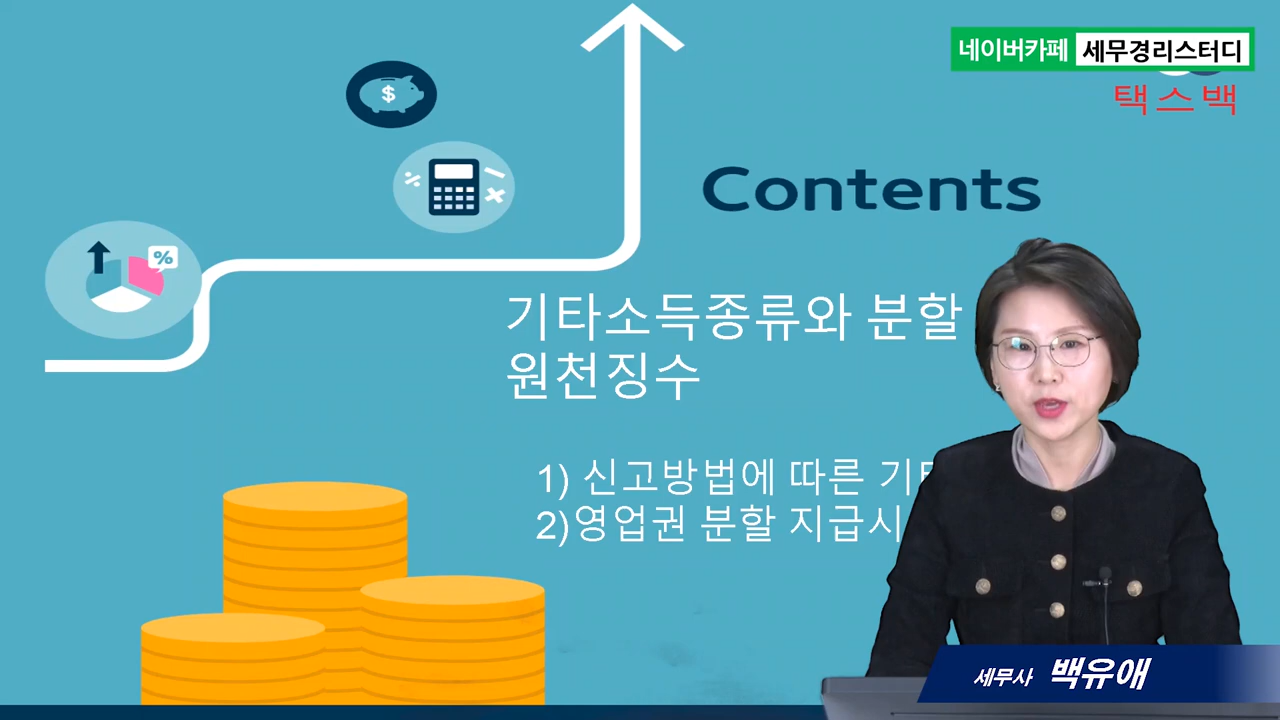 네이버카페 세무경리스터디
택스백
Contents
기타소득종류와 분할
원천징수
1) 신고방법에 따른
2)영업권 분할 지급시
세무사 백유애
$
%